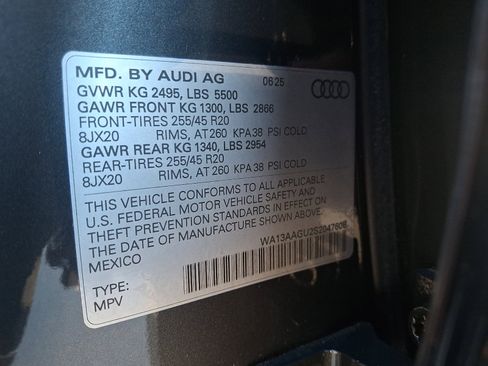 MFD. BY AUDI AG 06 25
GVWR KG 2495, LBS 5500
GAWR FRONT KG 1300, LBS 2866
FRONT-TIRES 255/45 R20
8JX20 RIMS, AT 260 KPA 38 PSI COLD
GAWR REAR KG 1340, LBS 2954
REAR-TIRES 255/45 R20
8JX20 RIMS, AT 260 KPA 38 PSI COLD
THIS VEHICLE CONFORMS TO ALL APPLICABLE
U.S. FEDERAL MOTOR VEHICLE SAFETY AND
THEFT PREVENTION STANDARDS IN EFFECT ON
THE DATE OF MANUFACTURE SHOWN ABOVE
MEXICO
TYPE:
MPV